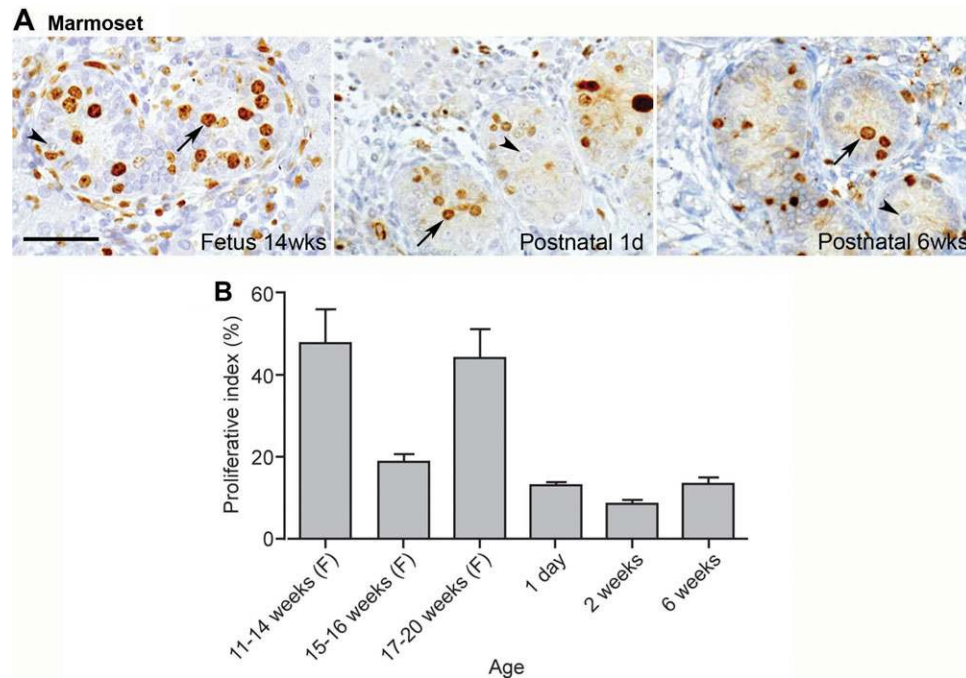 A Marmoset
Fetus 14wks
Postnatal 1d
Postnatal 6wks
B
60
40
20
0
Proliferative index (%)
11-14 weeks (F)
15-16 weeks (F)
17-20 weeks (F)
1 day
2 weeks
6 weeks
Age